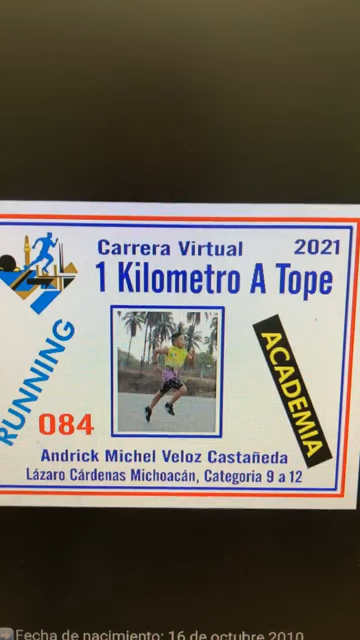 Carrera Virtual
2021
1 Kilometro A Tope
RUNNING
ACADEMIA
084
Andrick Michel Veloz Castañeda
Lázaro Cárdenas Michoacán, Categoria 9 a 12
Fecha de nacimiento: 16 de octubre 2010